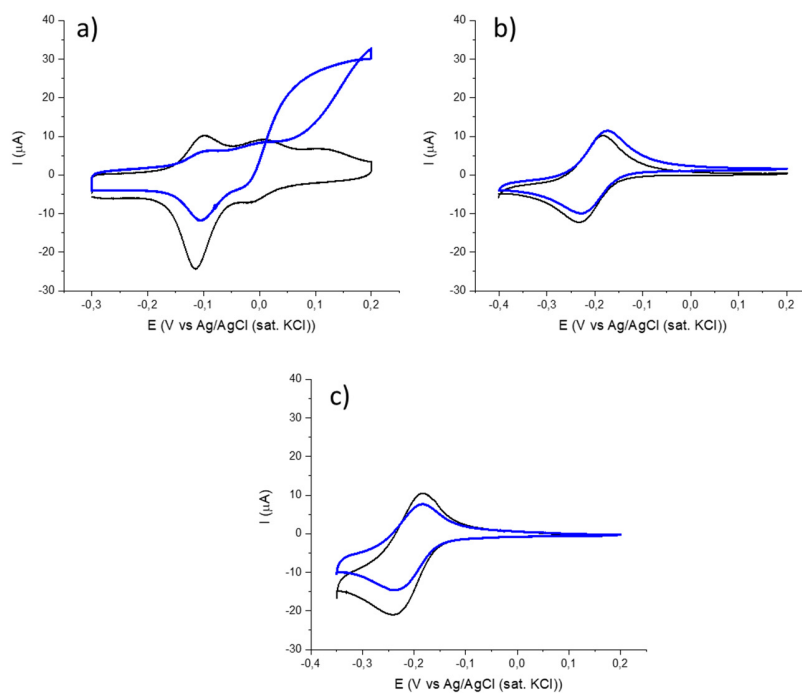 a)
40
30
20
10
0
-10
-20
-30
I (µA)
-0,3 -0,2 -0,1 0,0 0,1 0,2
E (V vs Ag/AgCl (sat. KCl))
b)
40
30
20
10
0
-10
-20
-30
I (µA)
-0,4 -0,3 -0,2 -0,1 0,0 0,1 0,2
E (V vs Ag/AgCl (sat. KCl))
c)
40
30
20
10
0
-10
-20
-30
I (µA)
-0,4 -0,3 -0,2 -0,1 0,0 0,1 0,2
E (V vs Ag/AgCl (sat. KCl))